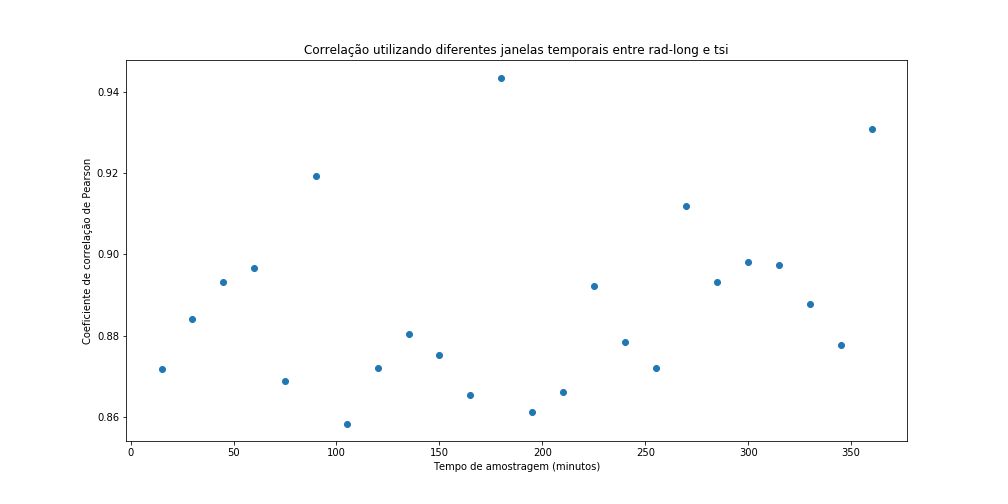 Correlação utilizando diferentes janelas temporais entre rad-long e tsi
Coeficiente de correlação de Pearson
0.94
0.92
0.90
0.88
0.86
0 50 100 150 200 250 300 350
Tempo de amostragem (minutos)